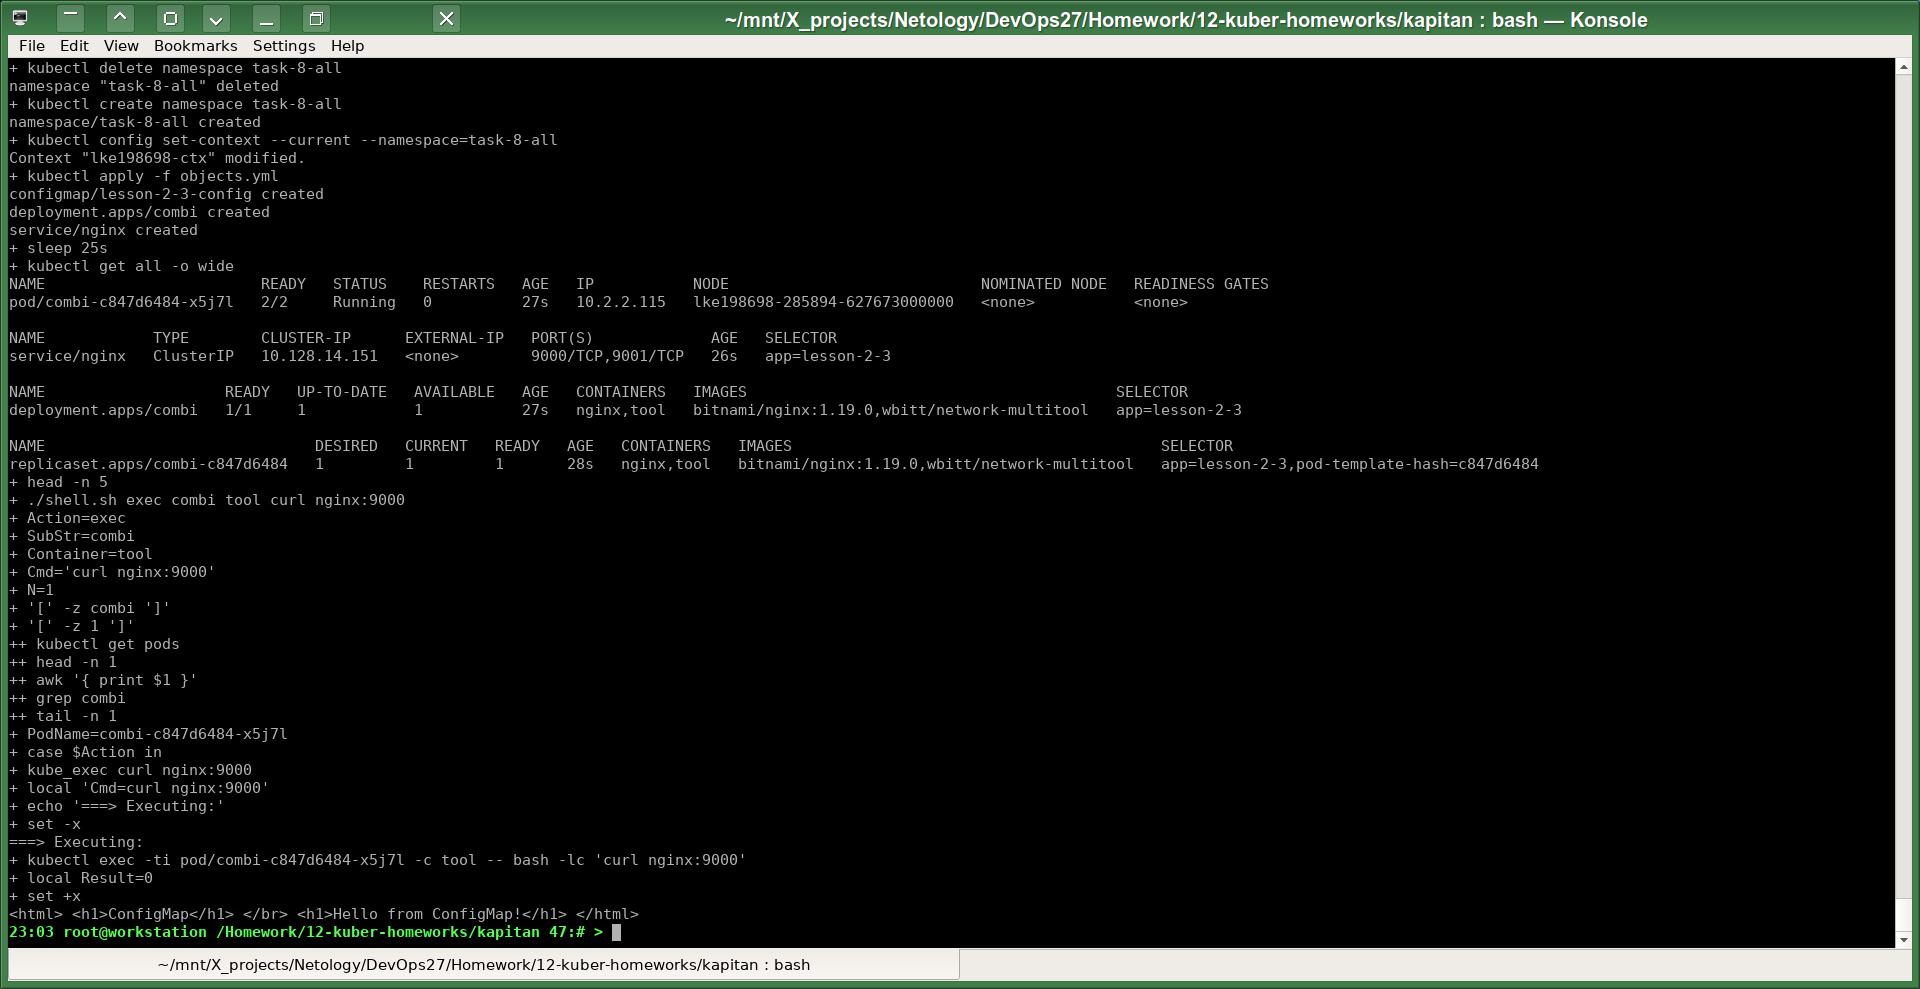 ~/mnt/X_projects/Netology/DevOps27/Homework/12-kuber-homeworks/kapitan : bash — Konsole
File Edit View Bookmarks Settings Help
+ kubectl delete namespace task-8-all
namespace "task-8-all" deleted
+ kubectl create namespace task-8-all
namespace/task-8-all created
+ kubectl config set-context --current --namespace=task-8-all
Context "lke198698-ctx" modified.
+ kubectl apply -f objects.yml
configmap/lesson-2-3-config created
deployment.apps/combi created
service/nginx created
+ sleep 25s
+ kubectl get all -o wide
NAME                        READY   STATUS    RESTARTS   AGE   IP           NODE                            NOMINATED NODE   READINESS GATES
pod/combi-c847d6484-x5j7l   2/2     Running   0          27s   10.2.2.115   lke198698-285894-627673000000   <none>           <none>

NAME            TYPE        CLUSTER-IP      EXTERNAL-IP   PORT(S)             AGE   SELECTOR
service/nginx   ClusterIP   10.128.14.151   <none>        9000/TCP,9001/TCP   26s   app=lesson-2-3

NAME                    READY   UP-TO-DATE   AVAILABLE   AGE   CONTAINERS   IMAGES                                         SELECTOR
deployment.apps/combi   1/1     1            1           27s   nginx,tool   bitnami/nginx:1.19.0,wbitt/network-multitool   app=lesson-2-3

NAME                              DESIRED   CURRENT   READY   AGE   CONTAINERS   IMAGES                                         SELECTOR
replicaset.apps/combi-c847d6484   1         1         1       28s   nginx,tool   bitnami/nginx:1.19.0,wbitt/network-multitool   app=lesson-2-3,pod-template-hash=c847d6484
+ head -n 5
+ ./shell.sh exec combi tool curl nginx:9000
+ Action=exec
+ SubStr=combi
+ Container=tool
+ Cmd='curl nginx:9000'
+ N=1
+ '[' -z combi ']'
+ '[' -z 1 ']'
++ kubectl get pods
++ head -n 1
++ awk '{ print $1 }'
++ grep combi
++ tail -n 1
+ PodName=combi-c847d6484-x5j7l
+ case $Action in
+ kube_exec curl nginx:9000
+ local 'Cmd=curl nginx:9000'
+ echo '===> Executing:'
+ set -x
===> Executing:
+ kubectl exec -ti pod/combi-c847d6484-x5j7l -c tool -- bash -lc 'curl nginx:9000'
+ local Result=0
+ set +x
<html> <h1>ConfigMap</h1> </br> <h1>Hello from ConfigMap!</h1> </html>
23:03 root@workstation /Homework/12-kuber-homeworks/kapitan 47:# >
~/mnt/X_projects/Netology/DevOps27/Homework/12-kuber-homeworks/kapitan : bash